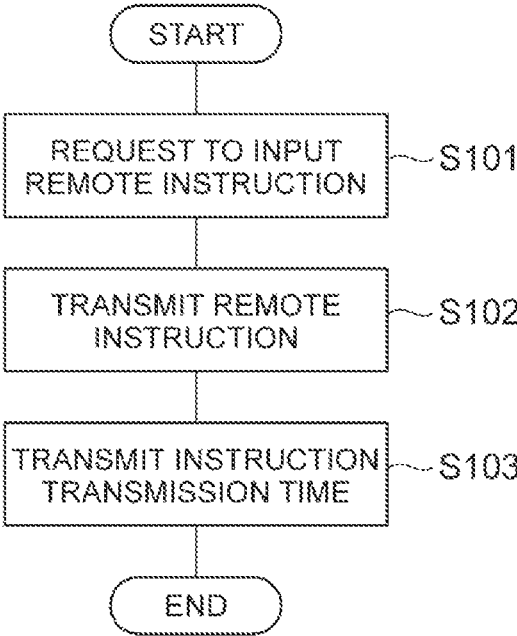 START
REQUEST TO INPUT
REMOTE INSTRUCTION
S101
TRANSMIT REMOTE
INSTRUCTION
S102
TRANSMIT INSTRUCTION
TRANSMISSION TIME
S103
END